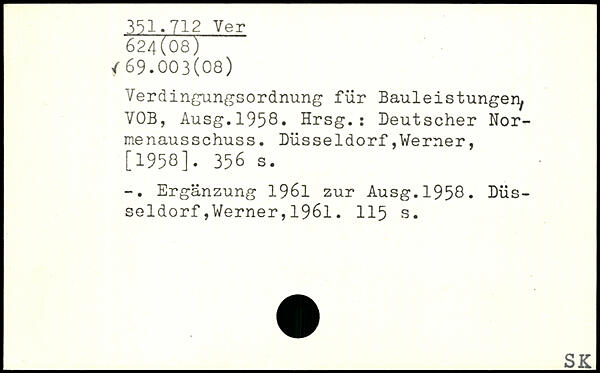 351.712 Ver
624(08)
✓69.003(08)
Verdingungsordnung für Bauleistungen,
VOB, Ausg.1958. Hrsg.: Deutscher Nor-
menausschuss. Düsseldorf,Werner,
[1958]. 356 s.
-. Ergänzung 1961 zur Ausg.1958. Düs-
seldorf,Werner,1961. 115 s.
SK